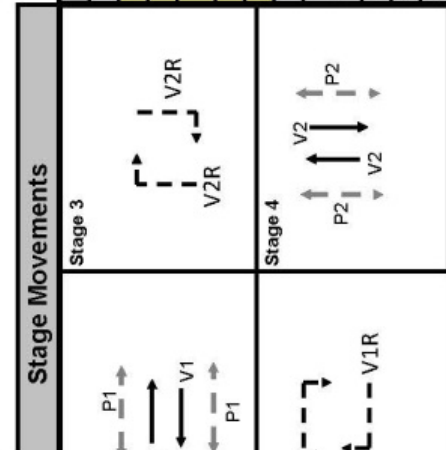 Stage Movements
Stage 3
V2R
V2R
Stage 4
P2
V2
V2
P2
P1
V1
P1
V1R